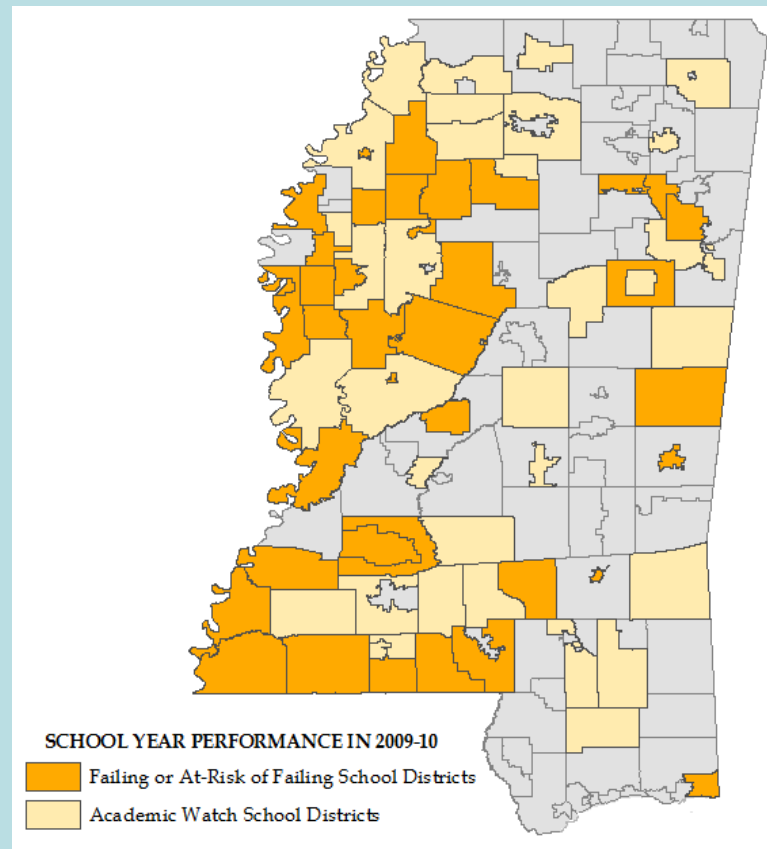 SCHOOL YEAR PERFORMANCE IN 2009-10
Failing or At-Risk of Failing School Districts
Academic Watch School Districts